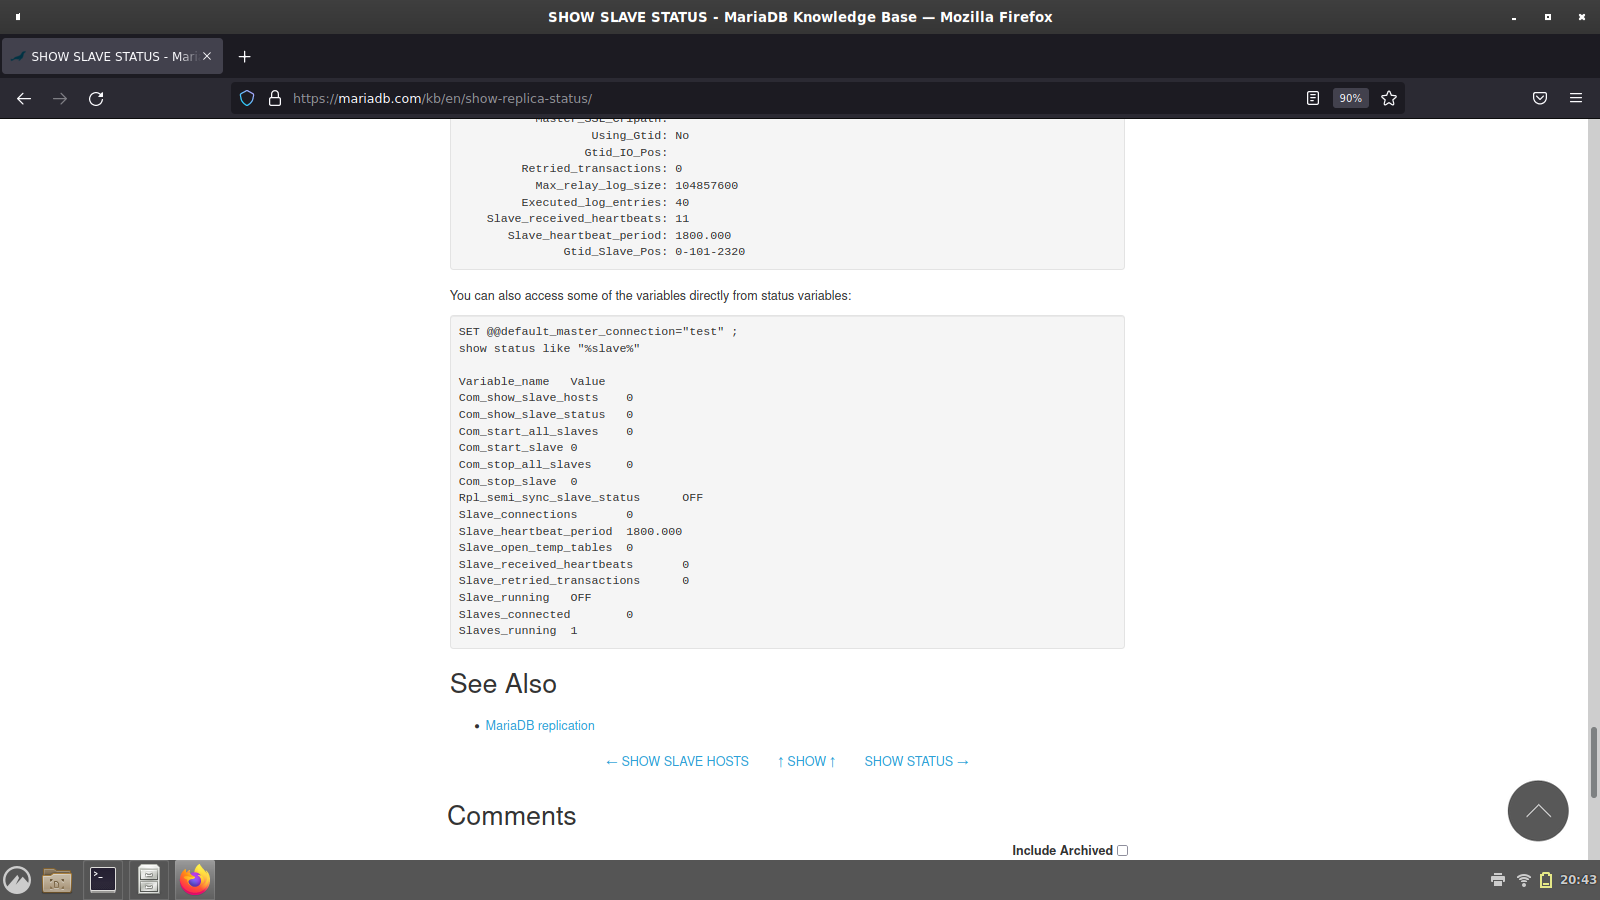 SHOW SLAVE STATUS - MariaDB Knowledge Base — Mozilla Firefox
SHOW SLAVE STATUS - Mari
https://mariadb.com/kb/en/show-replica-status/
90%
Using_Gtid: No
Gtid_IO_Pos:
Retried_transactions: 0
Max_relay_log_size: 104857600
Executed_log_entries: 40
Slave_received_heartbeats: 11
Slave_heartbeat_period: 1800.000
Gtid_Slave_Pos: 0-101-2320
You can also access some of the variables directly from status variables:
SET @@default_master_connection="test" ;
show status like "%slave%"
Variable_name Value
Com_show_slave_hosts 0
Com_show_slave_status 0
Com_start_all_slaves 0
Com_start_slave 0
Com_stop_all_slaves 0
Com_stop_slave 0
Rpl_semi_sync_slave_status OFF
Slave_connections 0
Slave_heartbeat_period 1800.000
Slave_open_temp_tables 0
Slave_received_heartbeats 0
Slave_retried_transactions 0
Slave_running OFF
Slaves_connected 0
Slaves_running 1
See Also
• MariaDB replication
← SHOW SLAVE HOSTS ↑ SHOW ↑ SHOW STATUS →
Comments
Include Archived
20:43